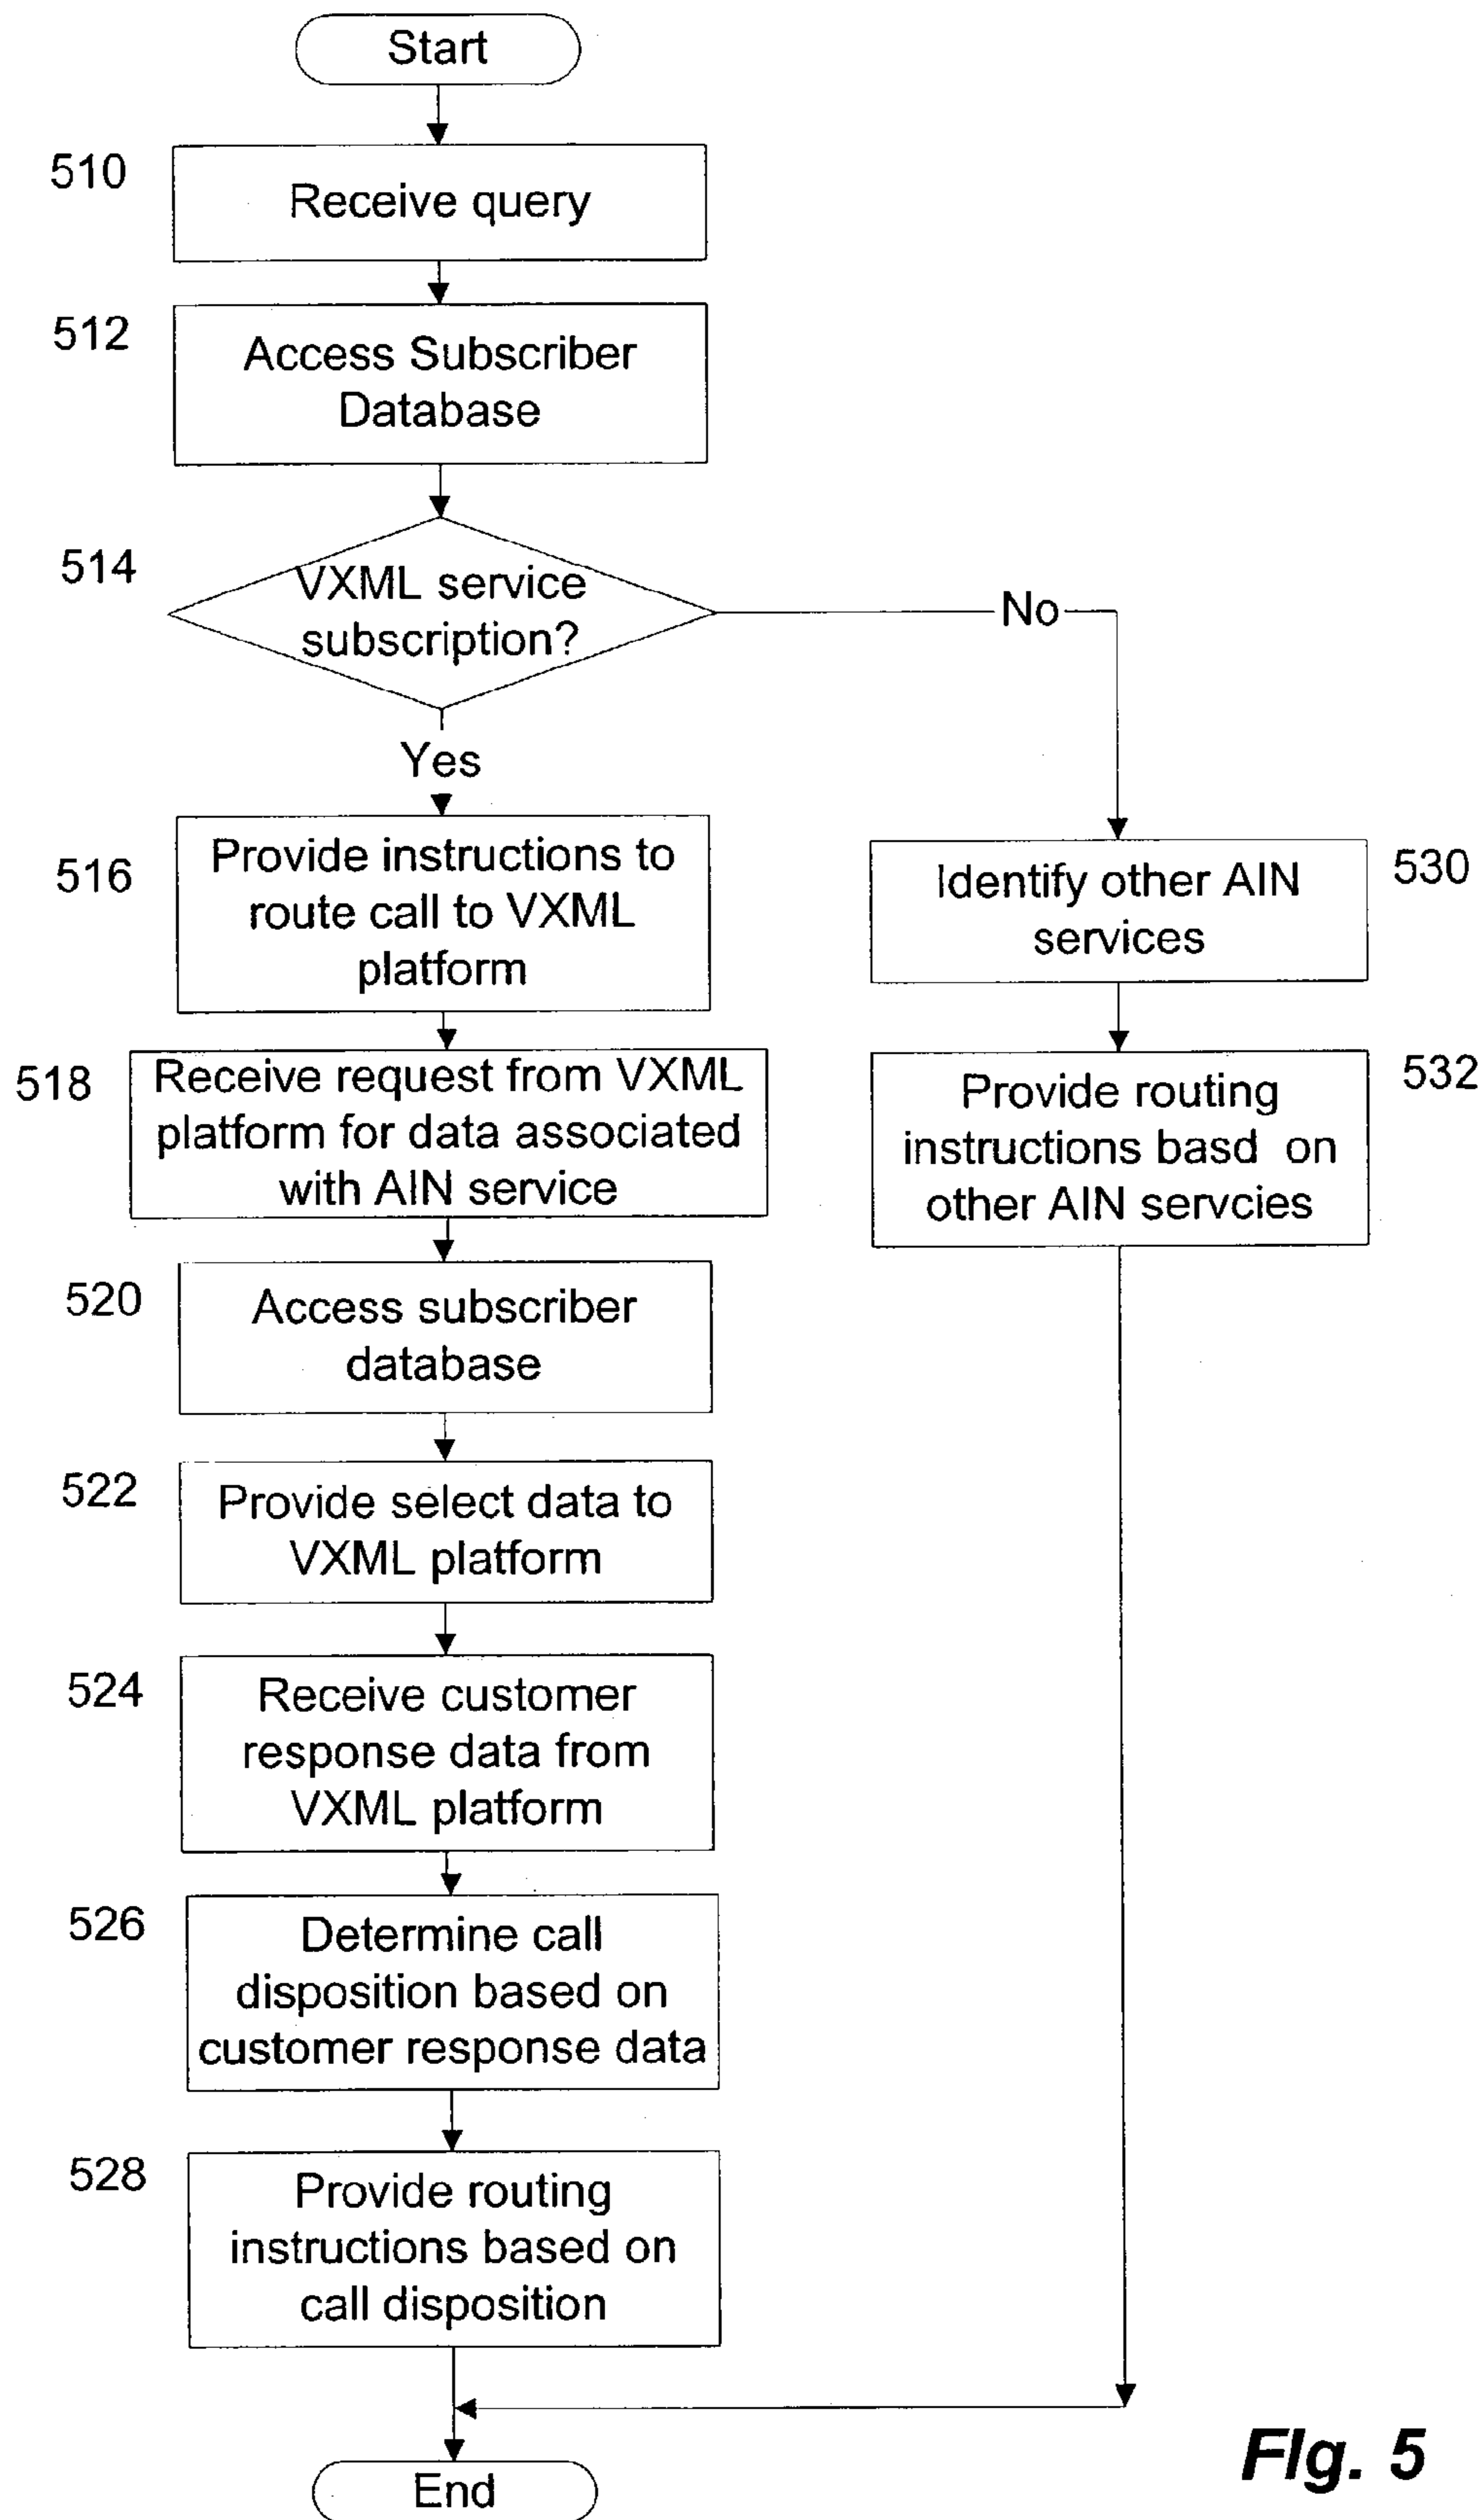 Start
510
Receive query
512
Access Subscriber
Database
514
VXML service
subscription?
No
Yes
516
Provide instructions to
route call to VXML
platform
530
Identify other AIN
services
518
Receive request from VXML
platform for data associated
with AIN service
532
Provide routing
instructions basd on
other AIN servcies
520
Access subscriber
database
522
Provide select data to
VXML platform
524
Receive customer
response data from
VXML platform
526
Determine call
disposition based on
customer response data
528
Provide routing
instructions based on
call disposition
End
FIg. 5